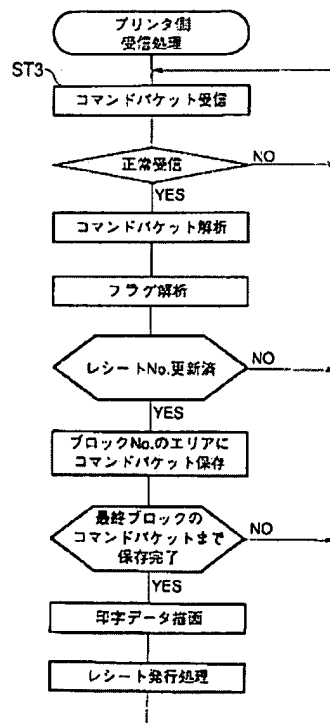 プリンタ側
受信処理
ST3
コマンドパケット受信
正常受信
NO
YES
コマンドパケット解析
フラグ解析
レシートNo.更新済
NO
YES
ブロックNo.のエリアに
コマンドパケット保存
最終ブロックの
コマンドパケットまで
保存完了
NO
YES
印字データ描画
レシート発行処理